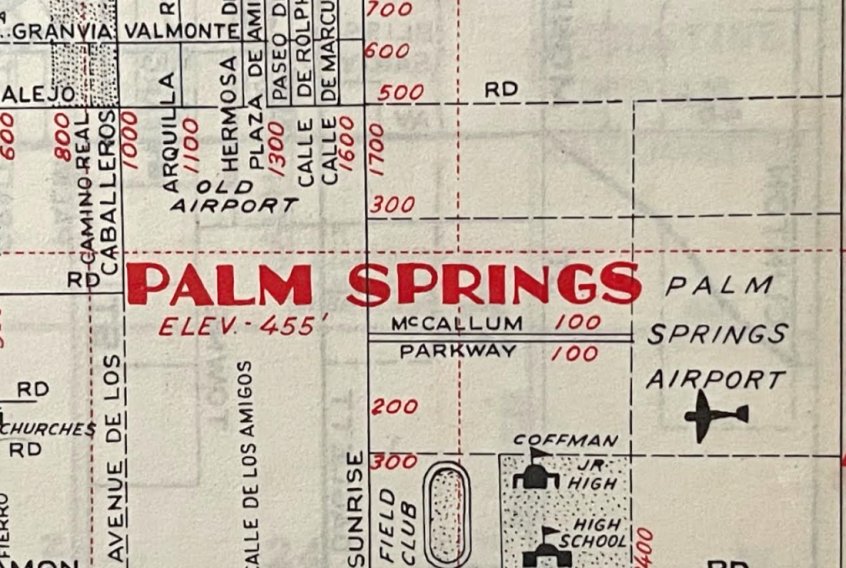 700
GRANVIA VALMONTE
600
ALEJO
500
RD
600
800
CAMINO REAL
CABALLEROS
1000
ARQUILLA
1100
HERMOSA
PLAZA DE AMI
1300
PASEO D
CALLE DE ROLPH
CALLE DE MARCU
1600
1700
OLD
AIRPORT
300
RD
PALM SPRINGS
ELEV. - 455'
McCALLUM 100
PARKWAY 100
PALM
SPRINGS
AIRPORT
RD
CHURCHES
RD
AVENUE DE LOS
CALLE DE LOS AMIGOS
SUNRISE
200
300
FIELD
CLUB
COFFMAN
JR
HIGH
HIGH
SCHOOL
400
RD